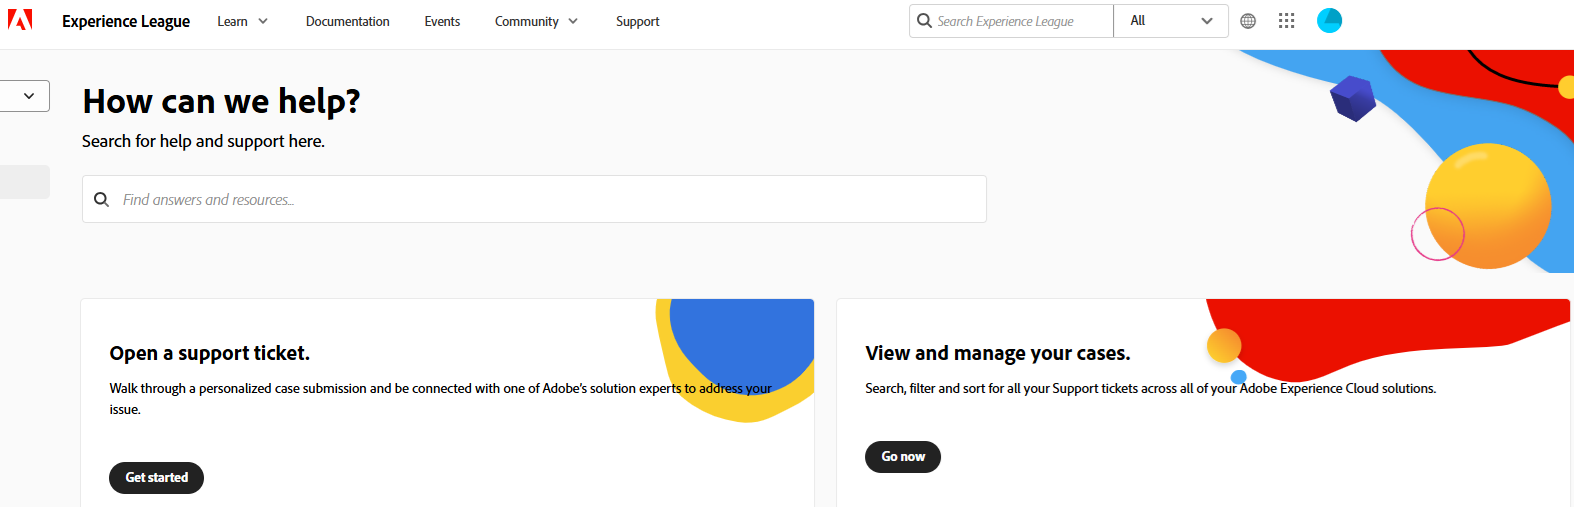 Experience League Learn Documentation Events Community Support Search Experience League All
How can we help?
Search for help and support here.
Find answers and resources...
Open a support ticket.
Walk through a personalized case submission and be connected with one of Adobe's solution experts to address your
issue.
Get started
View and manage your cases.
Search, filter and sort for all your Support tickets across all of your Adobe Experience Cloud solutions.
Go now